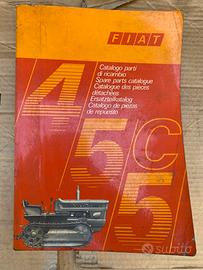 FIAT
Catalogo parti
di ricambio
Spare parts catalogue
Catalogue des pièces
détachées
Ersatzteilkatalog
Catalogo de piezas
de repuesto
455C
subito